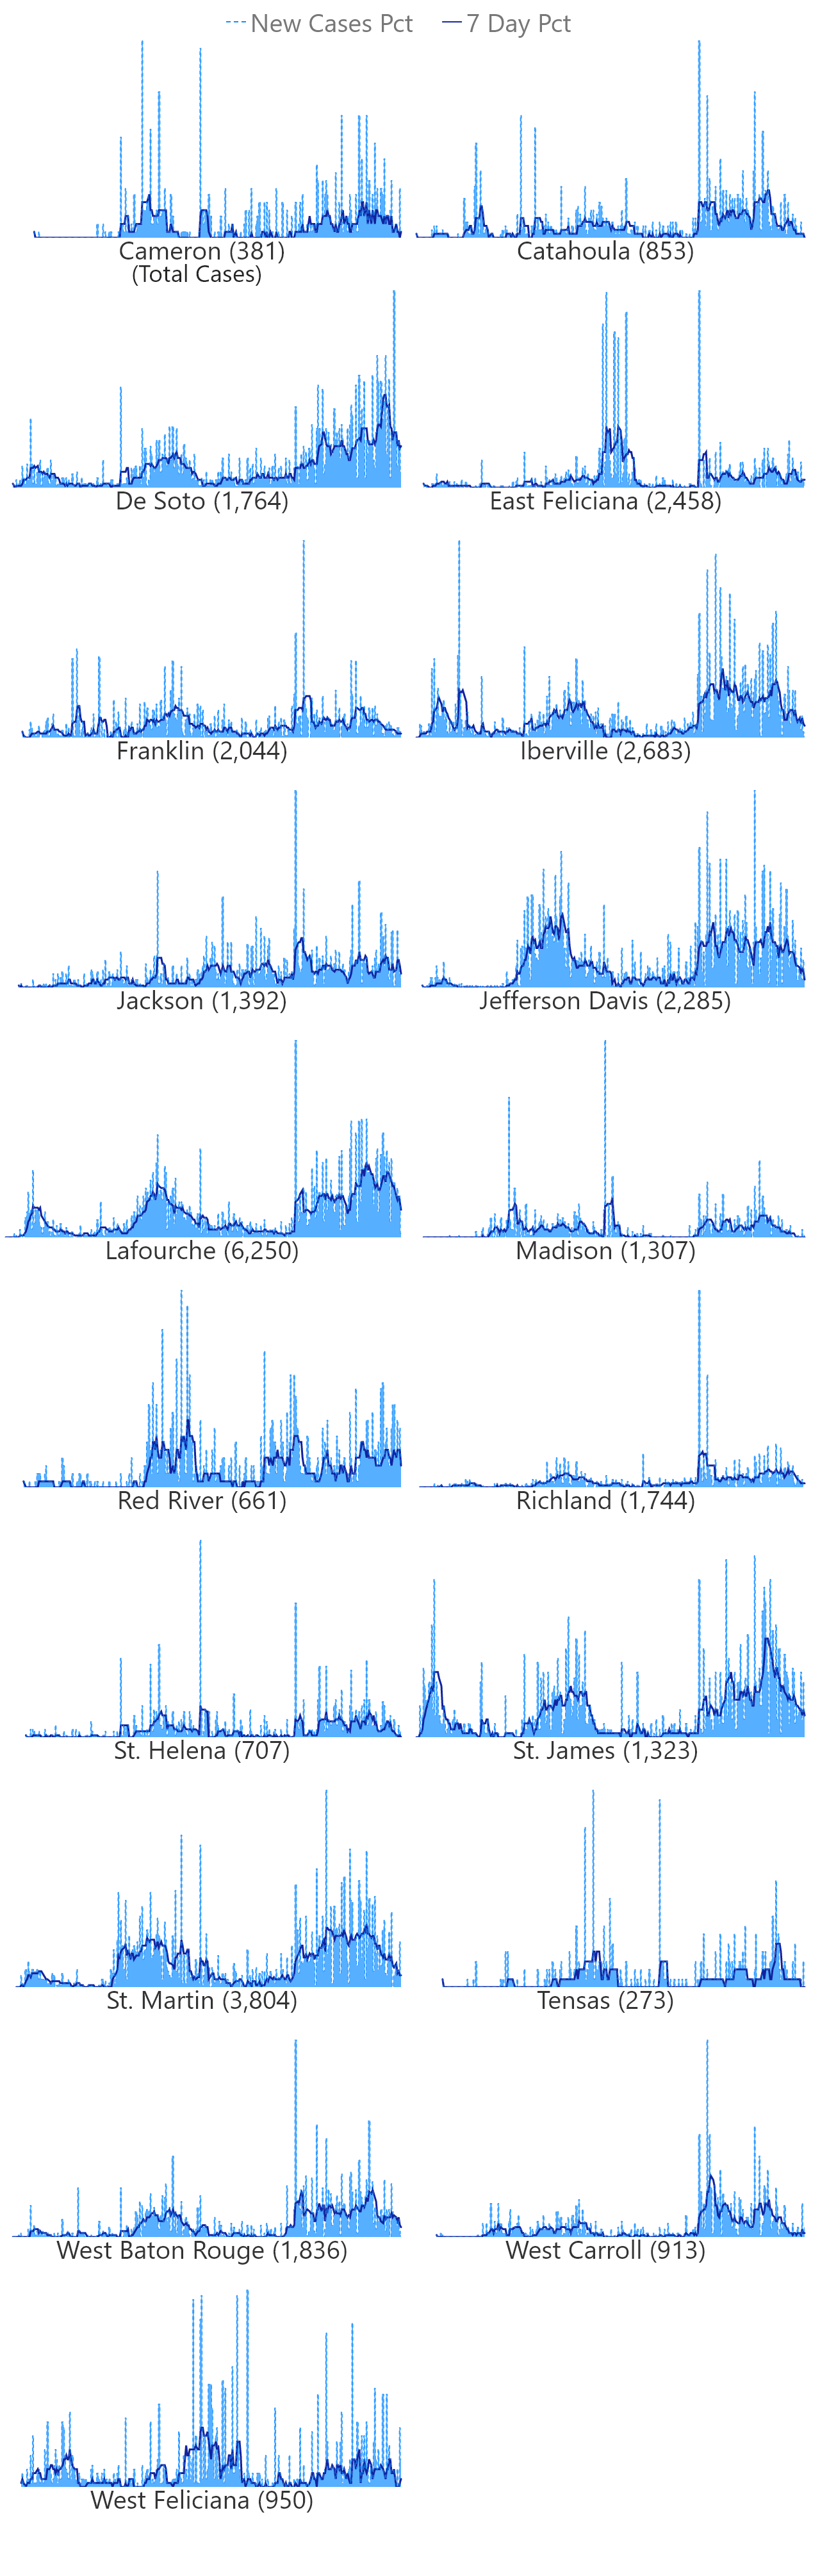 New Cases Pct 7 Day Pct
Cameron (381) Catahoula (853)
(Total Cases)
De Soto (1,764) East Feliciana (2,458)
Franklin (2,044) Iberville (2,683)
Jackson (1,392) Jefferson Davis (2,285)
Lafourche (6,250) Madison (1,307)
Red River (661) Richland (1,744)
St. Helena (707) St. James (1,323)
St. Martin (3,804) Tensas (273)
West Baton Rouge (1,836) West Carroll (913)
West Feliciana (950)